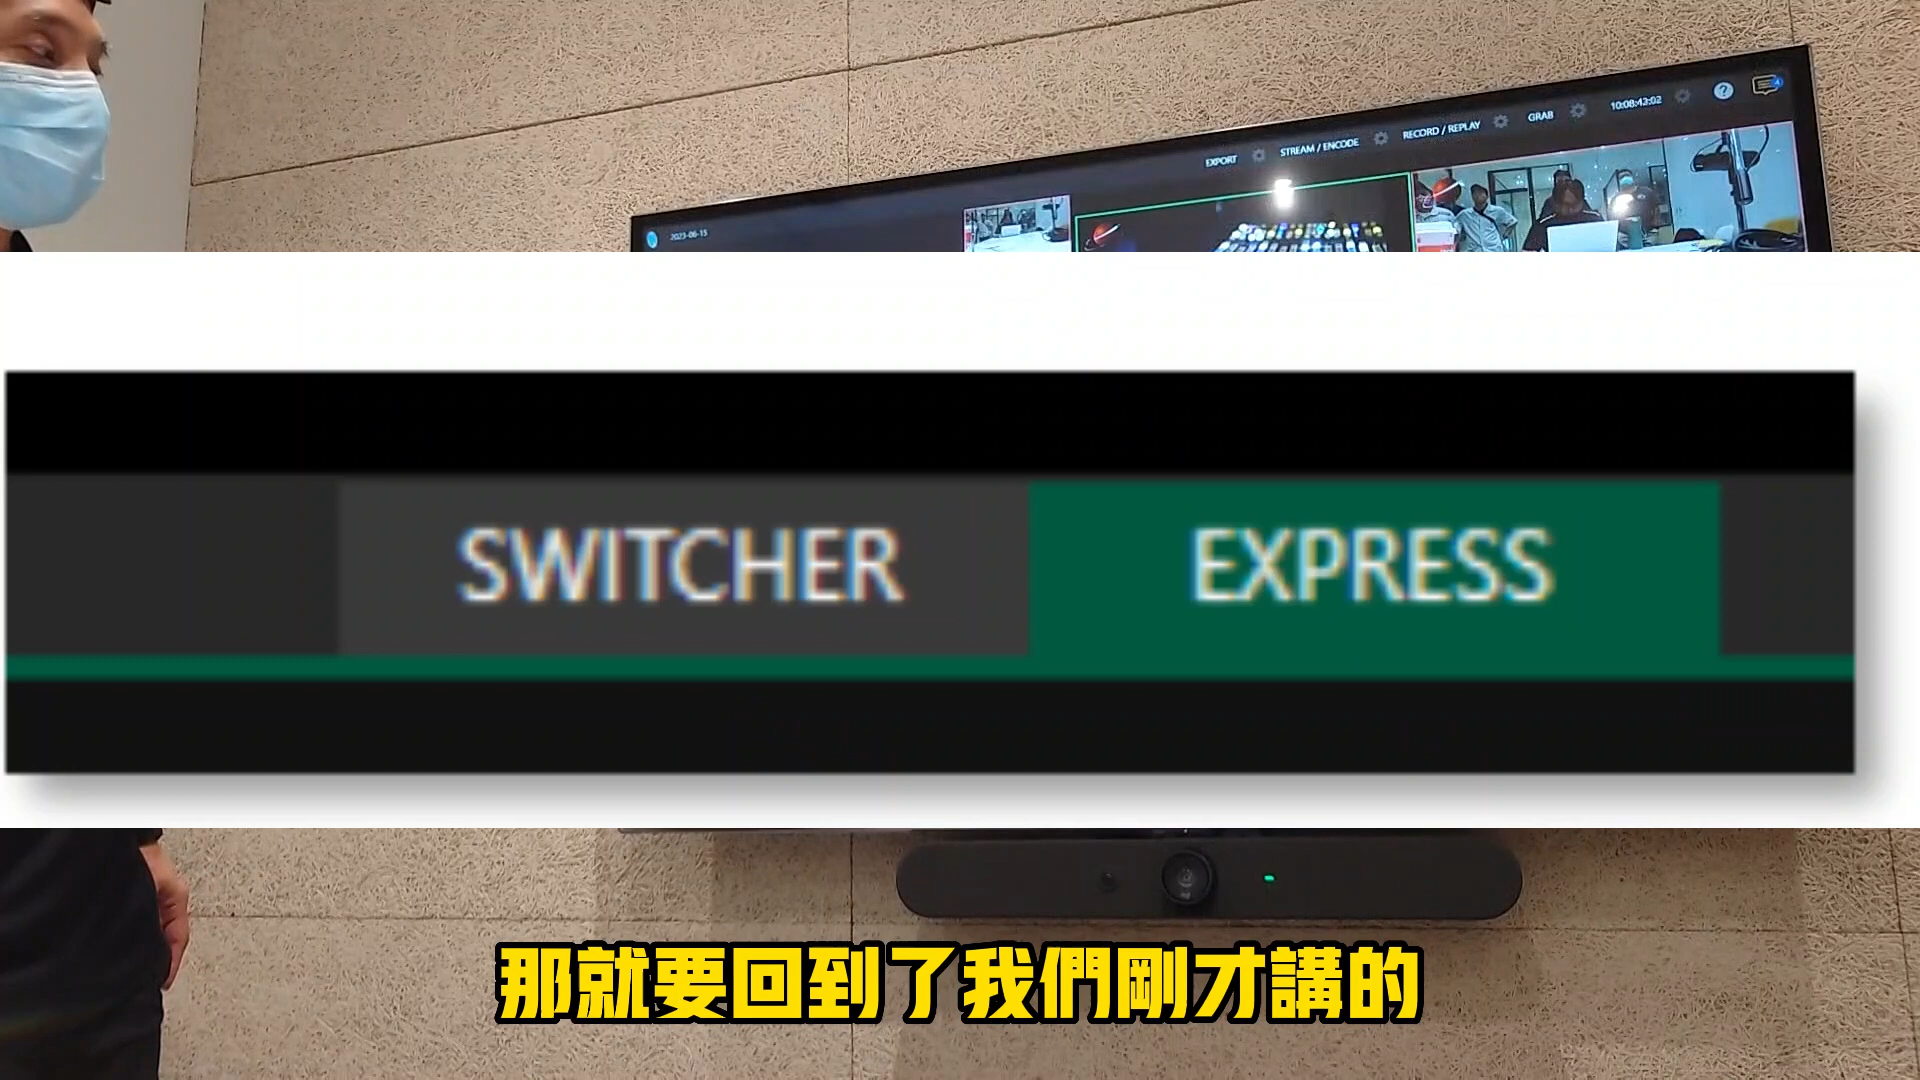 2023-06-15
EXPORT
STREAM / ENCODE
RECORD / REPLAY
GRAB
10:08:43:02
?
SWITCHER
EXPRESS
那就要回到了我們剛才講的